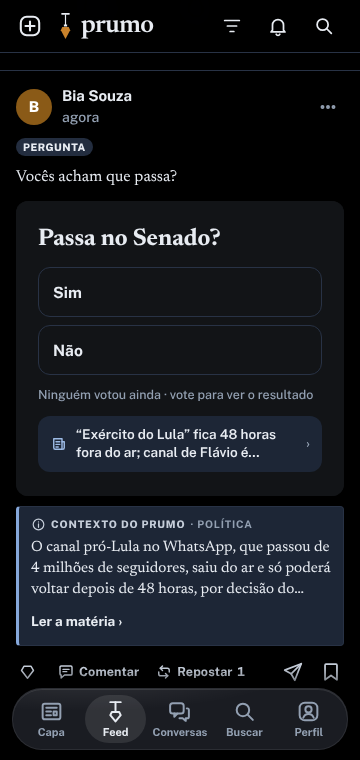 prumo
Bia Souza
agora
PERGUNTA
Vocês acham que passa?
Passa no Senado?
Sim
Não
Ninguém votou ainda · vote para ver o resultado
“Exército do Lula” fica 48 horas
fora do ar; canal de Flávio é...
CONTEXTO DO PRUMO · POLÍTICA
O canal pró-Lula no WhatsApp, que passou de
4 milhões de seguidores, saiu do ar e só poderá
voltar depois de 48 horas, por decisão do...
Ler a matéria ›
Comentar Repostar 1
Capa Feed Conversas Buscar Perfil